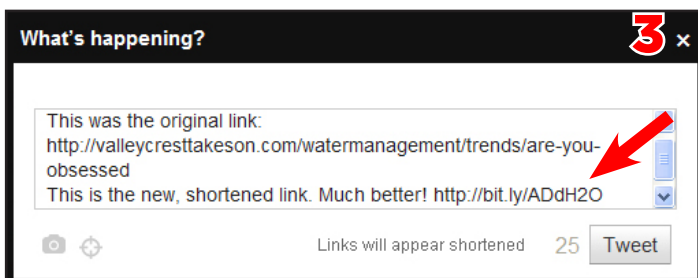 What's happening?
3
×
This was the original link:
http://valleycresttakeson.com/watermanagement/trends/are-you-
obsessed
This is the new, shortened link. Much better! http://bit.ly/ADdH2O
Links will appear shortened 25 Tweet